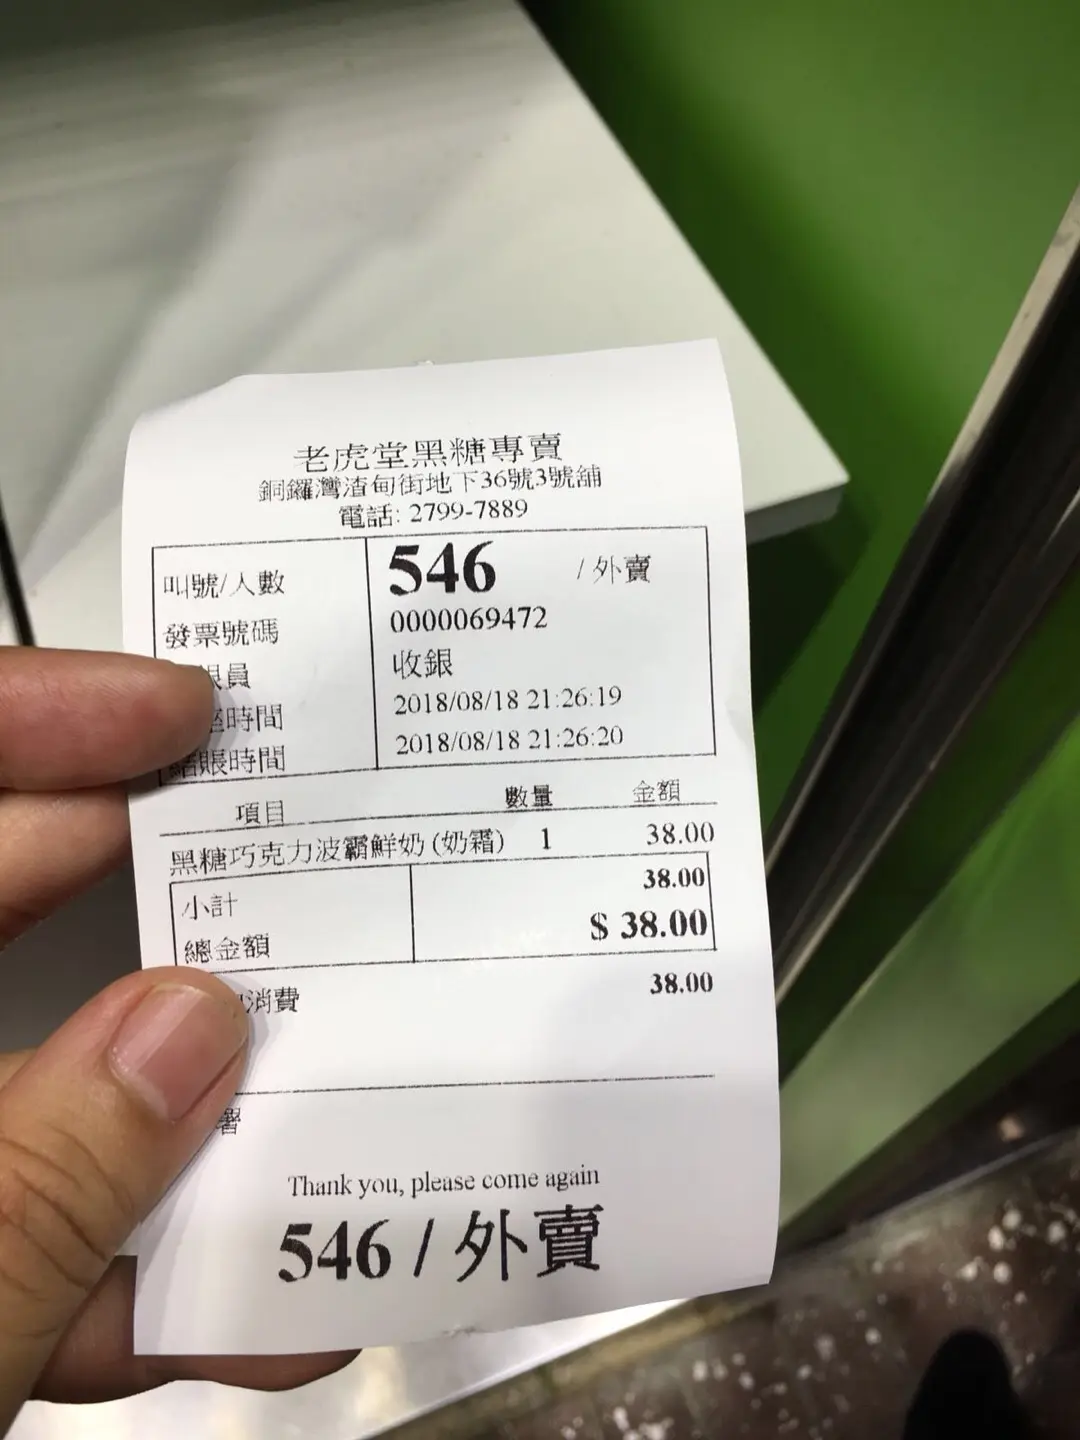 老虎堂黑糖專賣
銅鑼灣渣甸街地下36號3號舖
電話: 2799-7889
叫號/人數 546 /外賣
發票號碼 0000069472
銀員 收銀
時間 2018/08/18 21:26:19
結賬時間 2018/08/18 21:26:20
項目 數量 金額
黑糖巧克力波霸鮮奶(奶霜) 1 38.00
小計 38.00
總金額 $ 38.00
消費 38.00
署
Thank you, please come again
546 / 外賣